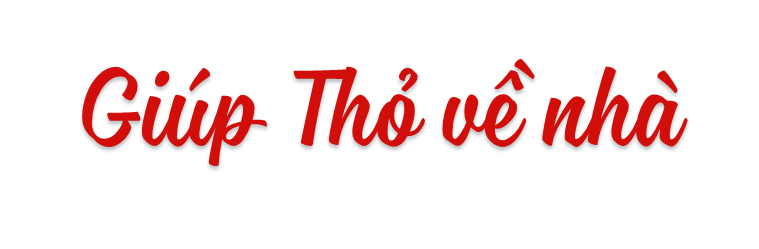 Giúp Thỏ về nhà